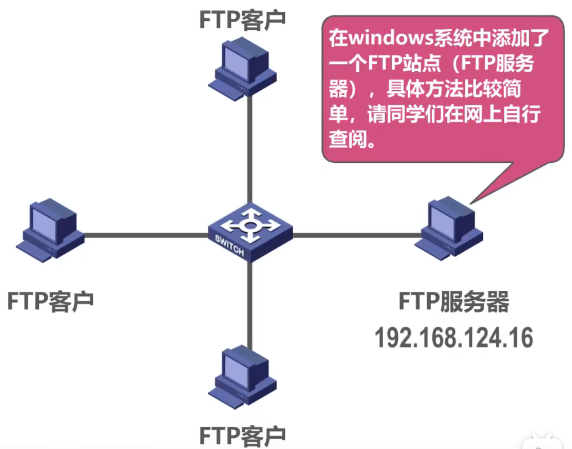 FTP客户
在windows系统中添加了
一个FTP站点（FTP服务
器），具体方法比较简
单，请同学们在网上自行
查阅。
SWITCH
FTP客户
FTP服务器
192.168.124.16
FTP客户